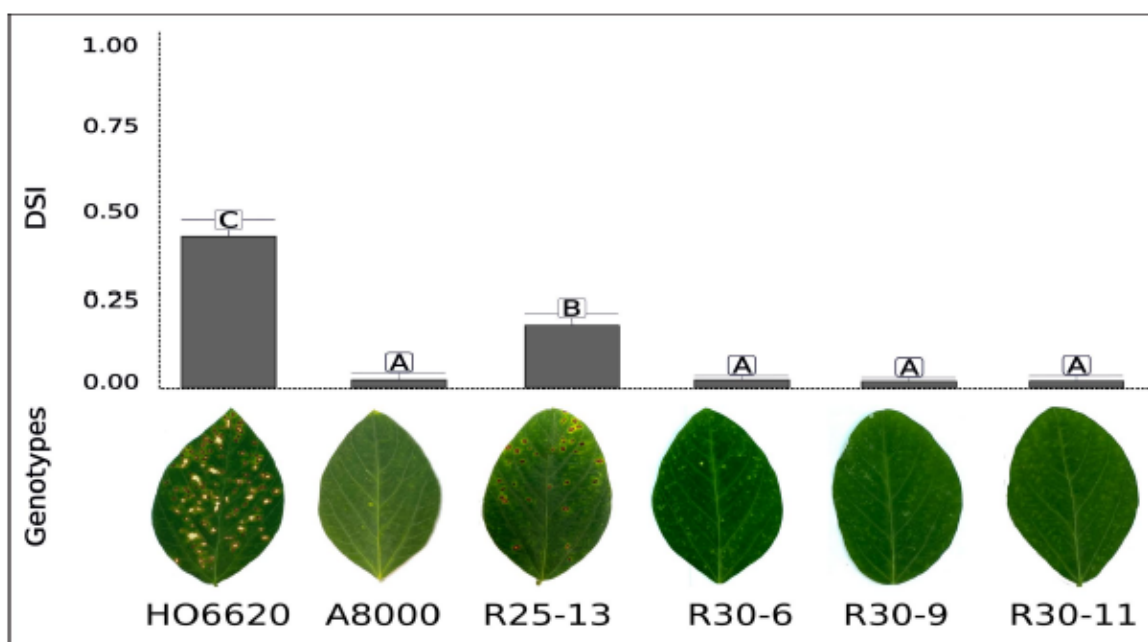 1.00
0.75
0.50
0.25
0.00
DSI
C
A
B
A
A
A
Genotypes
HO6620 A8000 R25-13 R30-6 R30-9 R30-11